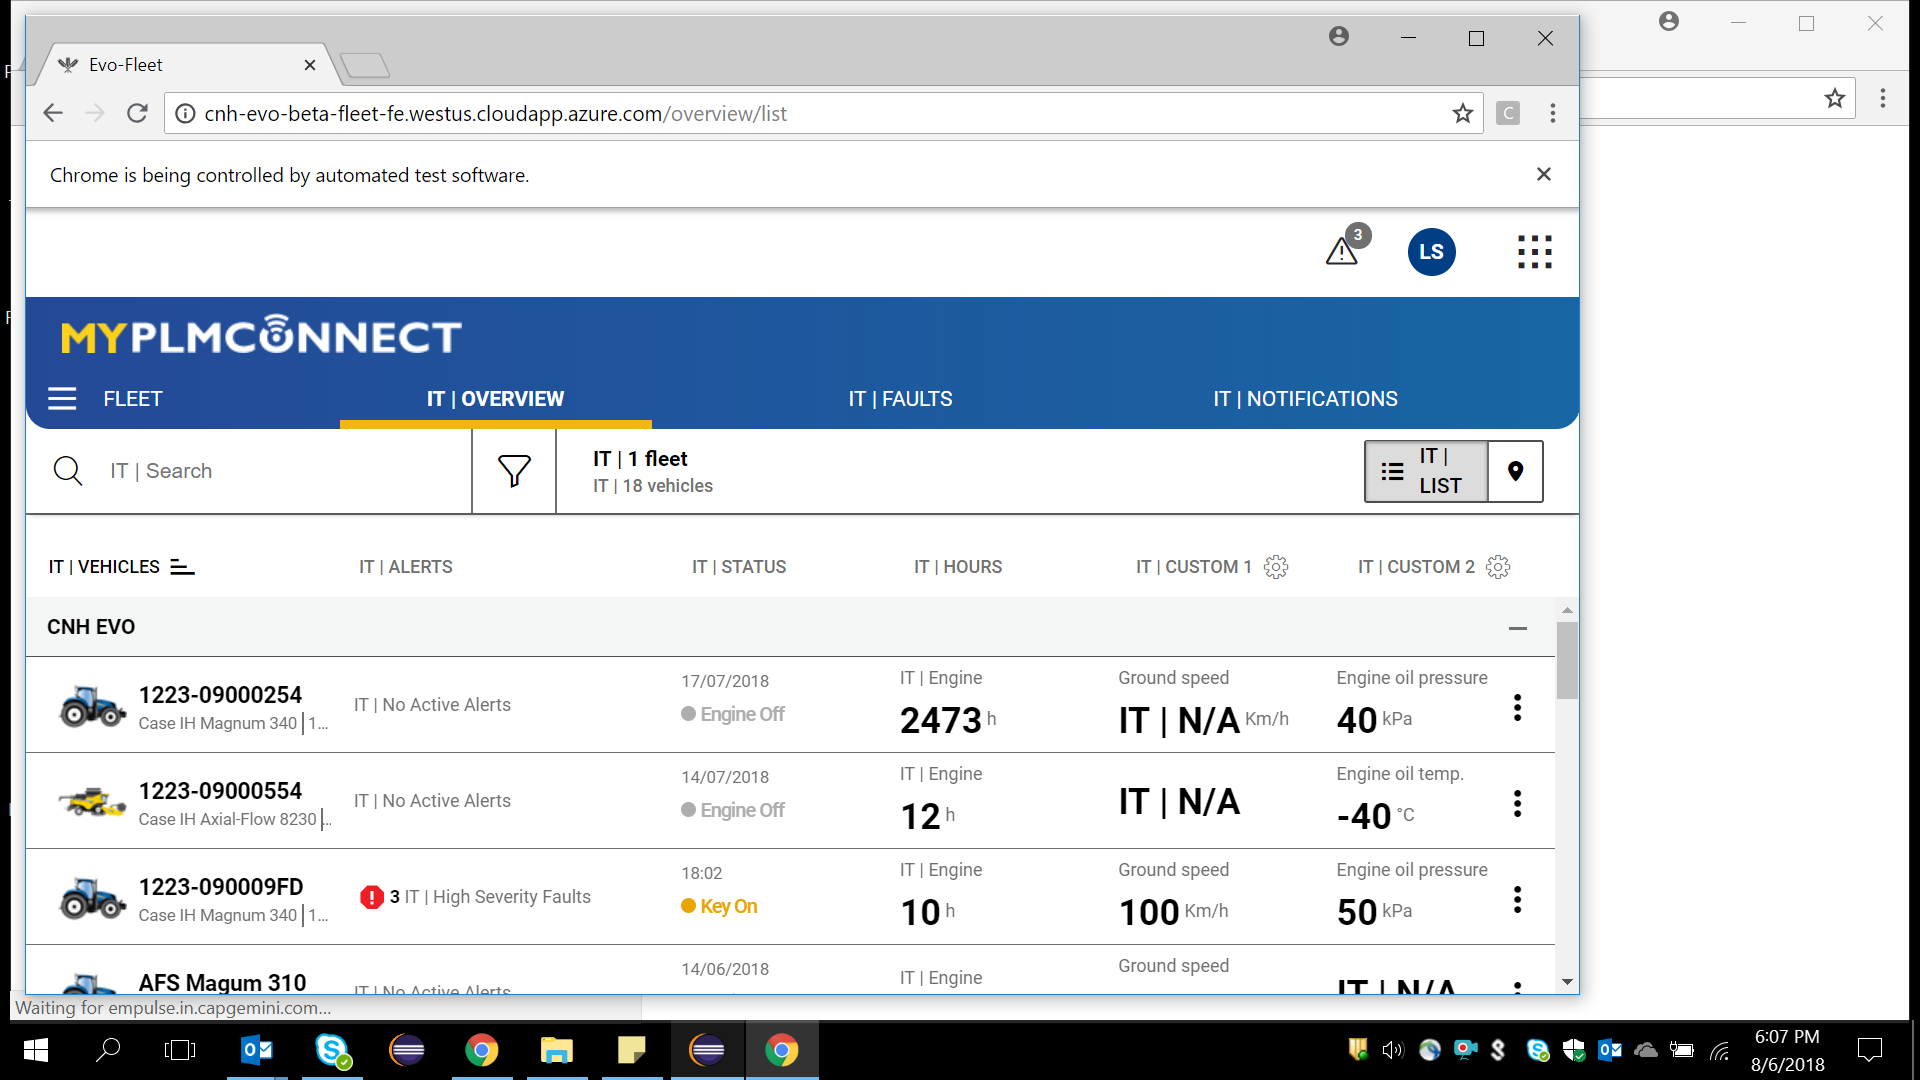 Evo-Fleet
cnh-evo-beta-fleet-fe.westus.cloudapp.azure.com/overview/list
C
Chrome is being controlled by automated test software.
3
LS
MYPLMCONNECT
FLEET
IT | OVERVIEW
IT | FAULTS
IT | NOTIFICATIONS
IT | Search
IT | 1 fleet
IT | 18 vehicles
IT |
LIST
IT | VEHICLES
IT | ALERTS
IT | STATUS
IT | HOURS
IT | CUSTOM 1
IT | CUSTOM 2
CNH EVO
1223-09000254
Case IH Magnum 340 | 1...
IT | No Active Alerts
17/07/2018
Engine Off
IT | Engine
2473 h
Ground speed
IT | N/A Km/h
Engine oil pressure
40 kPa
1223-09000554
Case IH Axial-Flow 8230 |...
IT | No Active Alerts
14/07/2018
Engine Off
IT | Engine
12 h
IT | N/A
Engine oil temp.
-40 °C
1223-090009FD
Case IH Magnum 340 | 1...
3 IT | High Severity Faults
18:02
Key On
IT | Engine
10 h
Ground speed
100 Km/h
Engine oil pressure
50 kPa
AFS Magum 310
IT | No Active Alerts
14/06/2018
IT | Engine
Ground speed
IT | N/A
Waiting for empulse.in.capgemini.com...
6:07 PM
8/6/2018